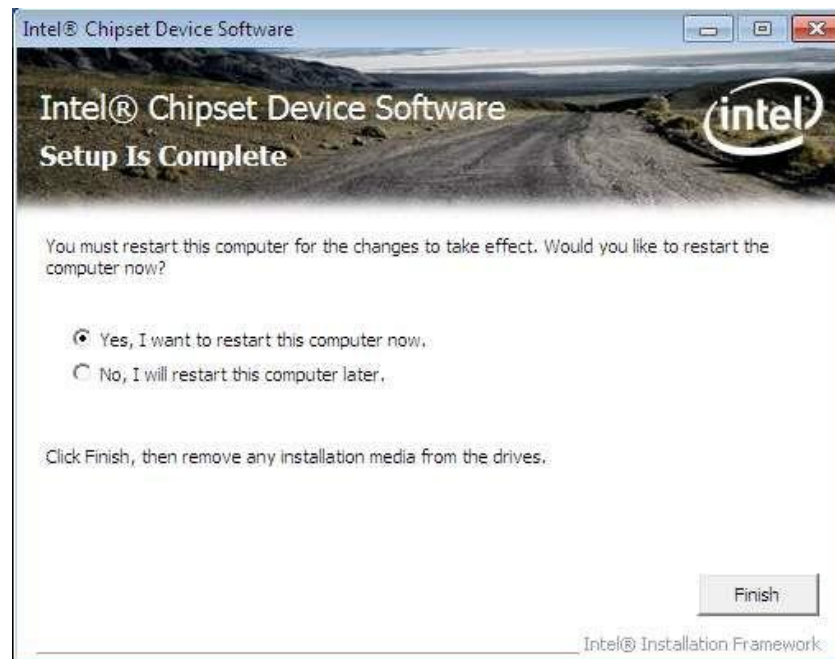 Intel® Chipset Device Software
Intel® Chipset Device Software
intel
Setup Is Complete
You must restart this computer for the changes to take effect. Would you like to restart the
computer now?
Yes, I want to restart this computer now.
No, I will restart this computer later.
Click Finish, then remove any installation media from the drives.
Finish
Intel® Installation Framework